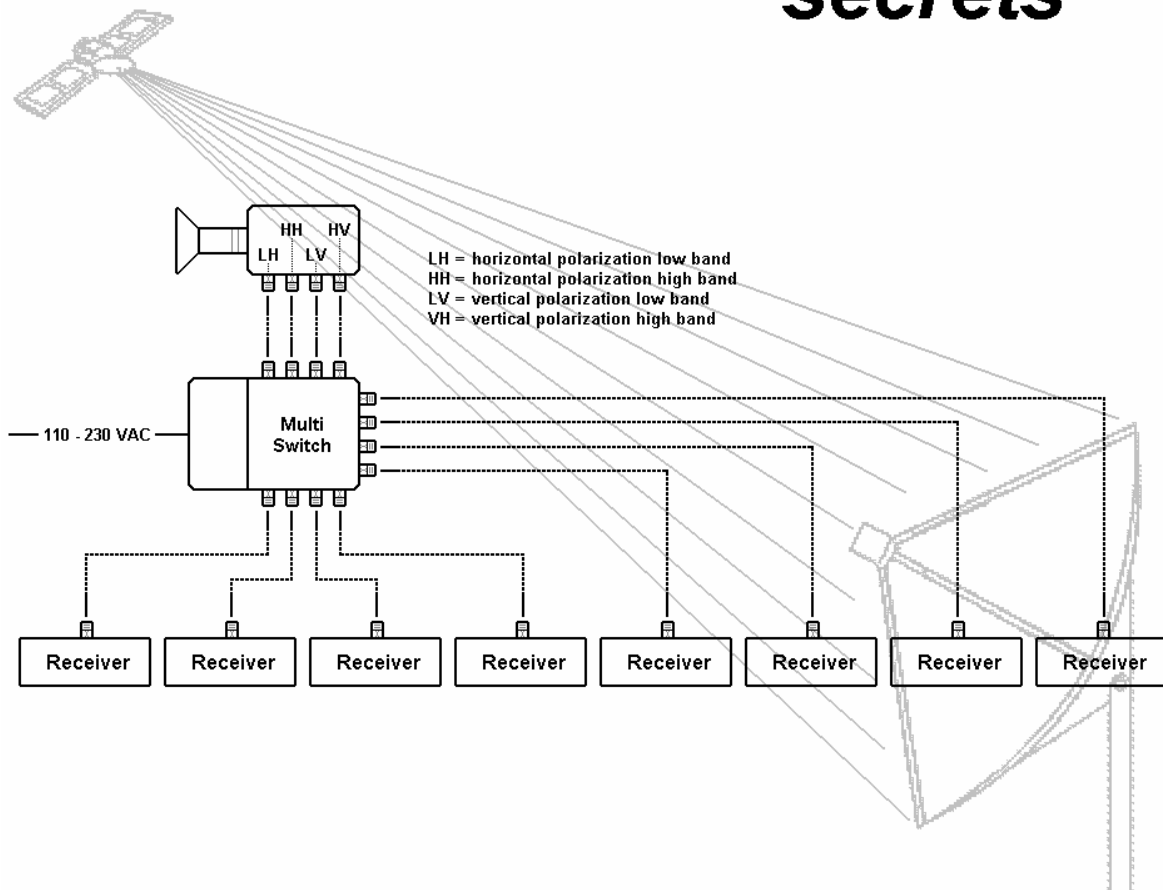 secrets
HH HV
LH LV
LH = horizontal polarization low band
HH = horizontal polarization high band
LV = vertical polarization low band
VH = vertical polarization high band
110 - 230 VAC
Multi
Switch
Receiver Receiver Receiver Receiver Receiver Receiver Receiver Receiver